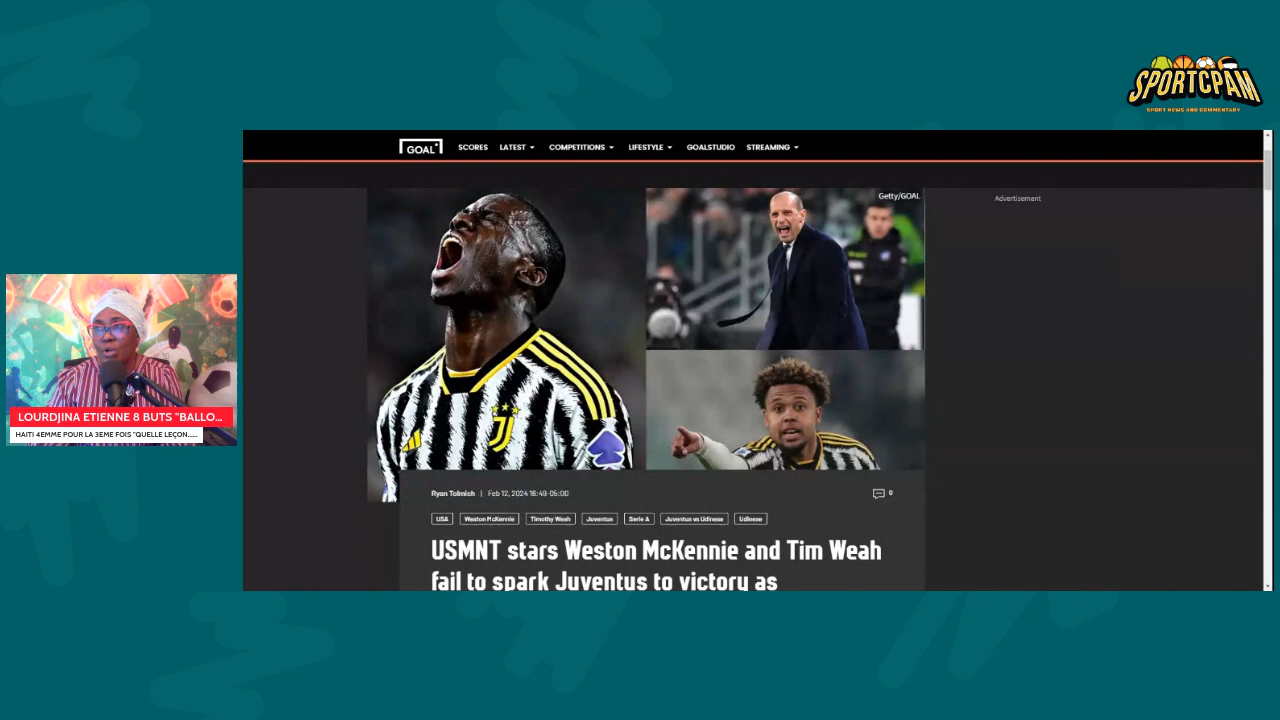 SPORTCPAM
SPORT NEWS AND COMMENTARY
GOAL
SCORES LATEST COMPETITIONS LIFESTYLE GOALSTUDIO STREAMING
Getty/GOAL
Advertisement
LOURDJINA ETIENNE 8 BUTS "BALLO...
HAITI 4EMME POUR LA 3EME FOIS "QUELLE LEÇON......
Ryan Tolmich | Feb 12, 2024 16:49-05:00
0
USA Weston McKennie Timothy Weah Juventus Serie A Juventus vs Udinese Udinese
USMNT stars Weston McKennie and Tim Weah
fail to spark Juventus to victory as